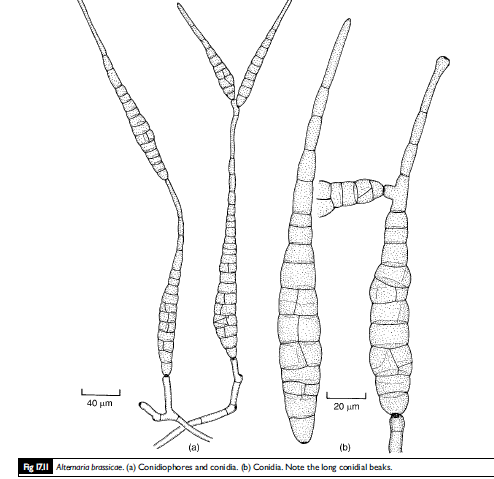 40 μm
20 μm
(a)
(b)
Fig 17.11 Alternaria brassicae. (a) Conidiophores and conidia. (b) Conidia. Note the long conidial beaks.